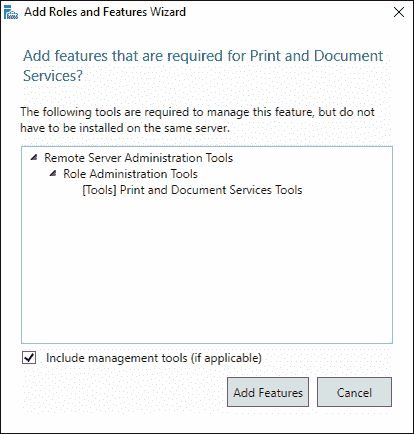 Add Roles and Features Wizard
Add features that are required for Print and Document
Services?
The following tools are required to manage this feature, but do not
have to be installed on the same server.
Remote Server Administration Tools
Role Administration Tools
[Tools] Print and Document Services Tools
Include management tools (if applicable)
Add Features
Cancel